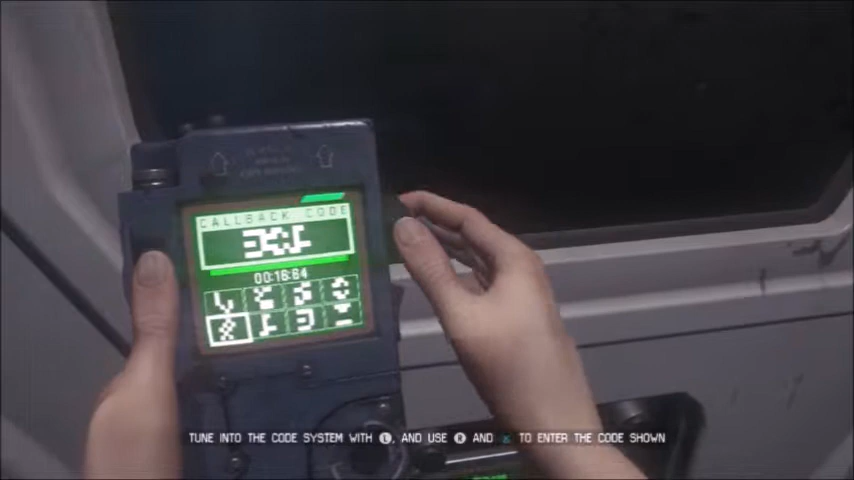 CALLBACK CODE
00:16:64
TUNE INTO THE CODE SYSTEM WITH L, AND USE R AND X TO ENTER THE CODE SHOWN